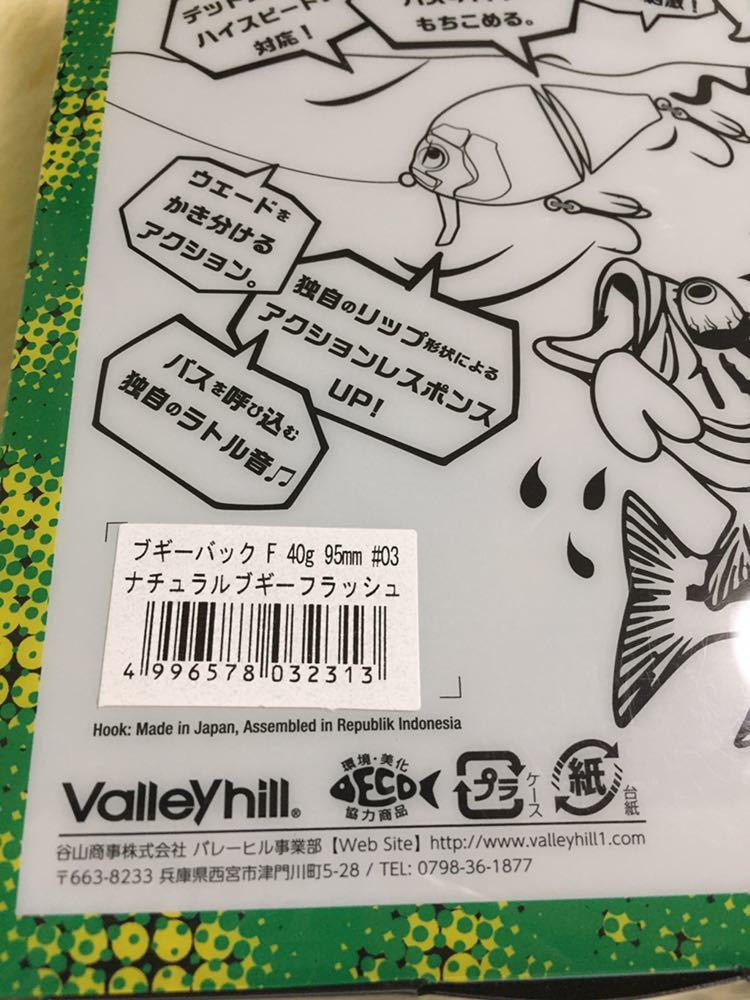 ハイスピード
対応！
もちこめる。
ウェードを
かき分ける
アクション。
独自のリップ形状による
アクションレスポンス
UP!
バスを呼び込む
独自のラトル音♫
ブギーバック F 40g 95mm #03
ナチュラルブギーフラッシュ
4 996578 032313
Hook: Made in Japan, Assembled in Republik Indonesia
ValleyHill®
環境・美化
ECO
協力商品
プラ
ケース
紙
台紙
谷山商事株式会社 バレーヒル事業部【Web Site】http://www.valleyhill1.com
〒663-8233 兵庫県西宮市津門川町5-28 / TEL: 0798-36-1877